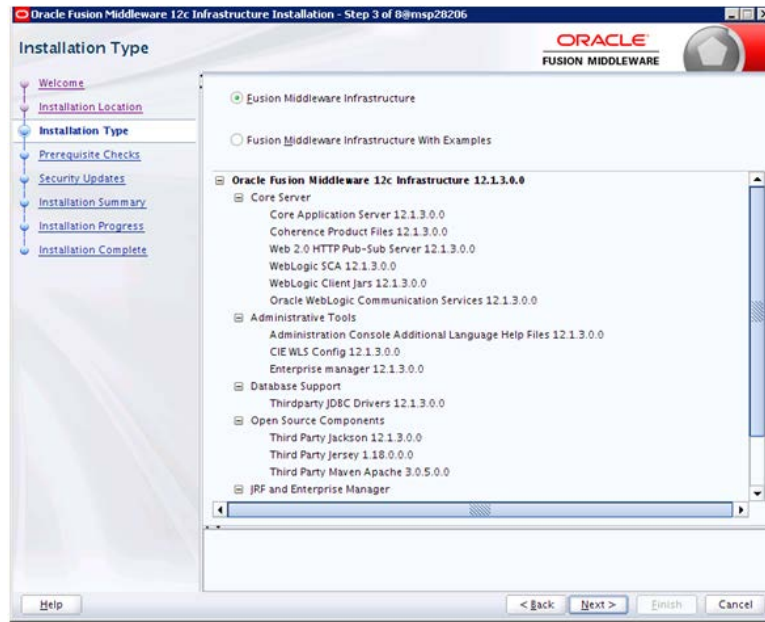 Oracle Fusion Middleware 12c Infrastructure Installation - Step 3 of 8@msp28206
Installation Type
ORACLE
FUSION MIDDLEWARE
Welcome
Installation Location
Installation Type
Prerequisite Checks
Security Updates
Installation Summary
Installation Progress
Installation Complete
Fusion Middleware Infrastructure
Fusion Middleware Infrastructure With Examples
Oracle Fusion Middleware 12c Infrastructure 12.1.3.0.0
Core Server
Core Application Server 12.1.3.0.0
Coherence Product Files 12.1.3.0.0
Web 2.0 HTTP Pub-Sub Server 12.1.3.0.0
WebLogic SCA 12.1.3.0.0
WebLogic Client Jars 12.1.3.0.0
Oracle WebLogic Communication Services 12.1.3.0.0
Administrative Tools
Administration Console Additional Language Help Files 12.1.3.0.0
CIE WLS Config 12.1.3.0.0
Enterprise manager 12.1.3.0.0
Database Support
Thirdparty JDBC Drivers 12.1.3.0.0
Open Source Components
Third Party Jackson 12.1.3.0.0
Third Party Jersey 1.18.0.0.0
Third Party Maven Apache 3.0.5.0.0
JRF and Enterprise Manager
Help
< Back
Next >
Finish
Cancel